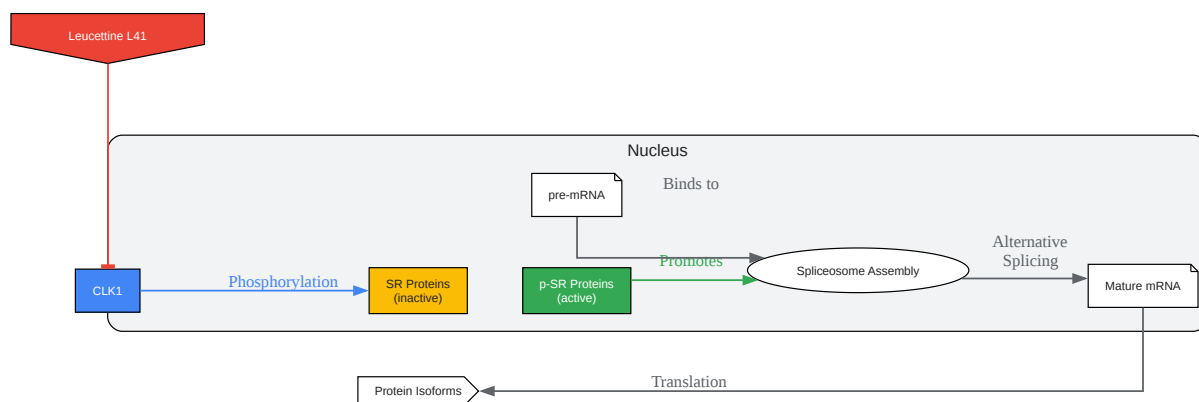 Leucettine L41
Nucleus
pre-mRNA
Binds to
CLK1
Phosphorylation
SR Proteins
(inactive)
p-SR Proteins
(active)
Promotes
Spliceosome Assembly
Alternative
Splicing
Mature mRNA
Protein Isoforms
Translation